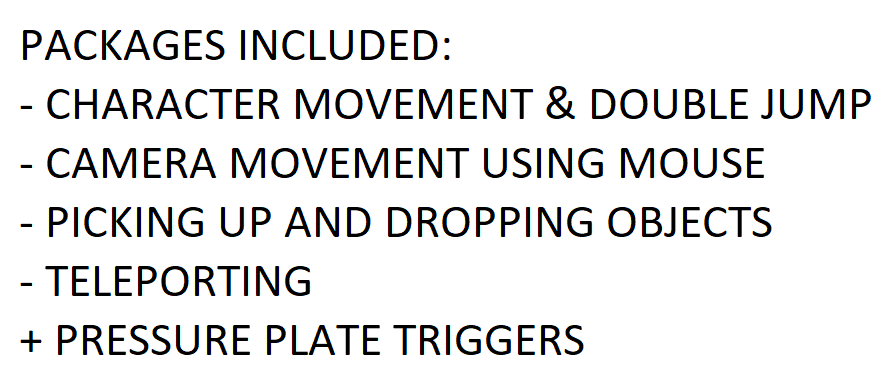 PACKAGES INCLUDED:
- CHARACTER MOVEMENT & DOUBLE JUMP
- CAMERA MOVEMENT USING MOUSE
- PICKING UP AND DROPPING OBJECTS
- TELEPORTING
+ PRESSURE PLATE TRIGGERS